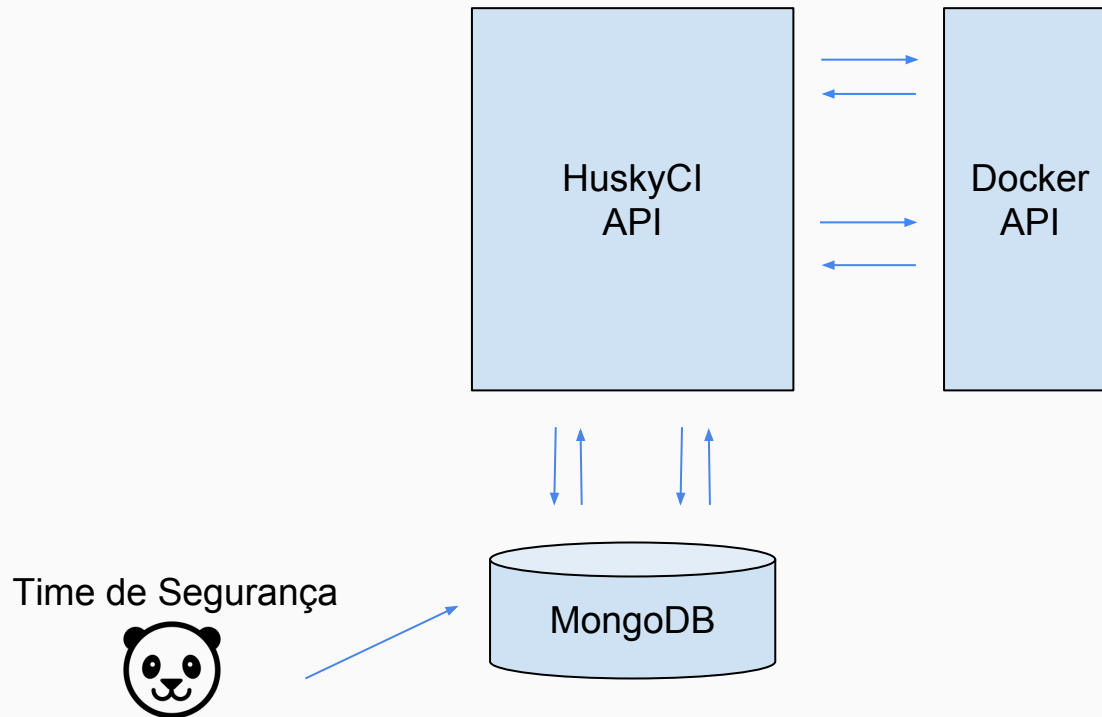 HuskyCI
API
Docker
API
Time de Segurança
MongoDB